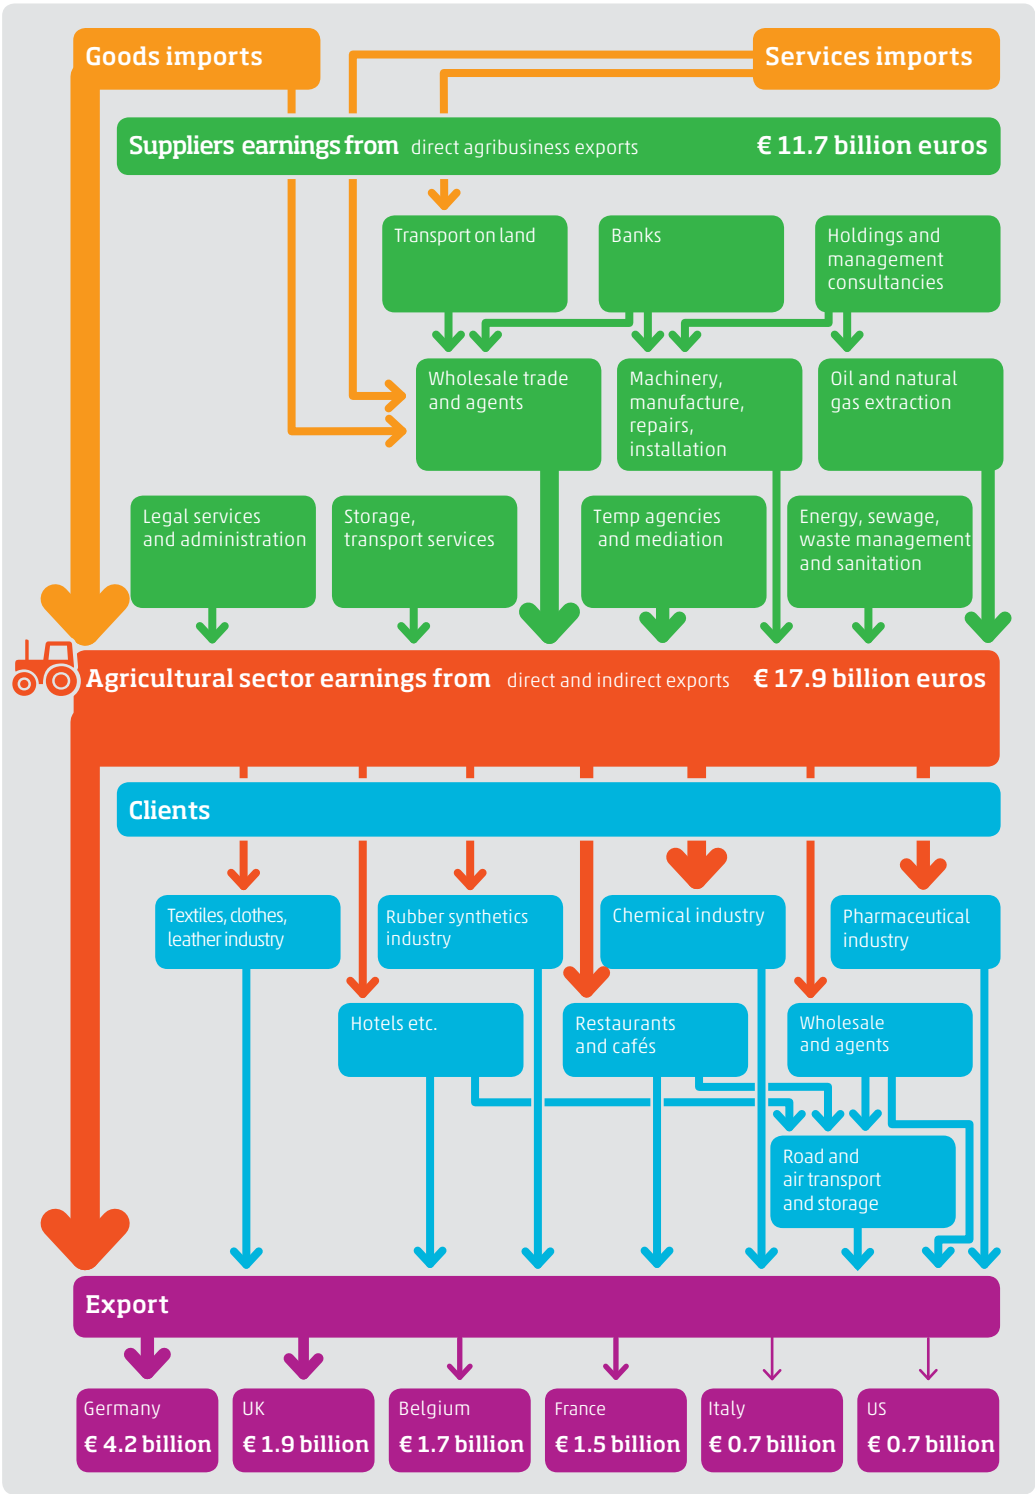 Goods imports
Services imports
Suppliers earnings from direct agribusiness exports € 11.7 billion euros
Transport on land
Banks
Holdings and
management
consultancies
Wholesale trade
and agents
Machinery,
manufacture,
repairs,
installation
Oil and natural
gas extraction
Legal services
and administration
Storage,
transport services
Temp agencies
and mediation
Energy, sewage,
waste management
and sanitation
Agricultural sector earnings from direct and indirect exports € 17.9 billion euros
Clients
Textiles, clothes,
leather industry
Rubber synthetics
industry
Chemical industry
Pharmaceutical
industry
Hotels etc.
Restaurants
and cafés
Wholesale
and agents
Road and
air transport
and storage
Export
Germany
€ 4.2 billion
UK
€ 1.9 billion
Belgium
€ 1.7 billion
France
€ 1.5 billion
Italy
€ 0.7 billion
US
€ 0.7 billion